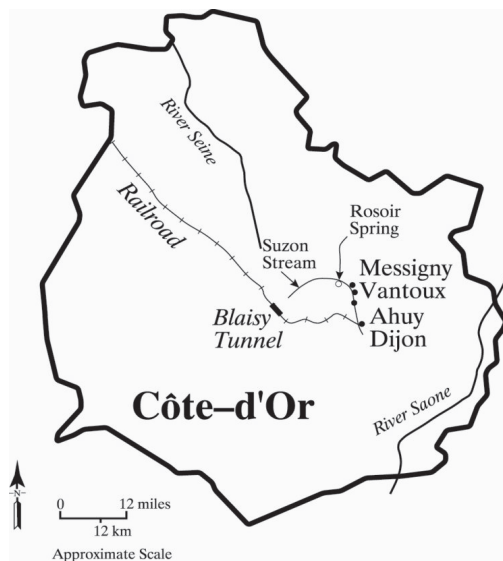 River Seine
Railroad
Rosoir
Spring
Suzon
Stream
Messigny
Vantoux
Ahuy
Dijon
Blaisy
Tunnel
Côte–d'Or
River Saone
N
0 12 miles
12 km
Approximate Scale